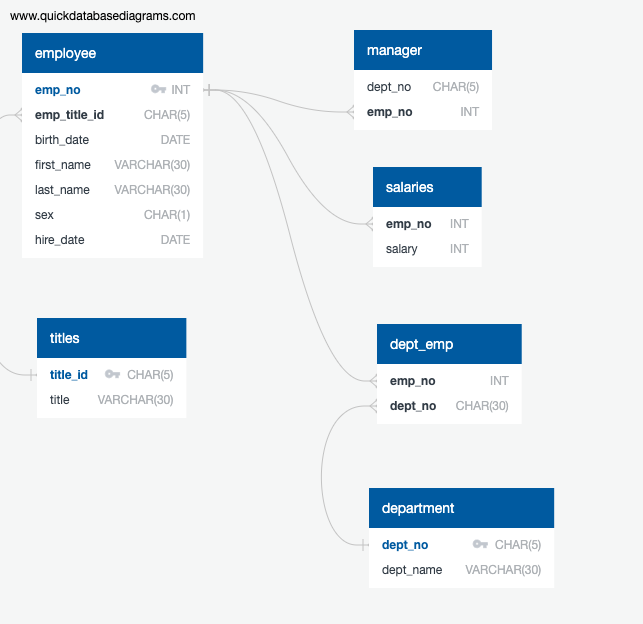 www.quickdatabasediagrams.com
employee
emp_no INT
emp_title_id CHAR(5)
birth_date DATE
first_name VARCHAR(30)
last_name VARCHAR(30)
sex CHAR(1)
hire_date DATE
manager
dept_no CHAR(5)
emp_no INT
salaries
emp_no INT
salary INT
titles
title_id CHAR(5)
title VARCHAR(30)
dept_emp
emp_no INT
dept_no CHAR(30)
department
dept_no CHAR(5)
dept_name VARCHAR(30)